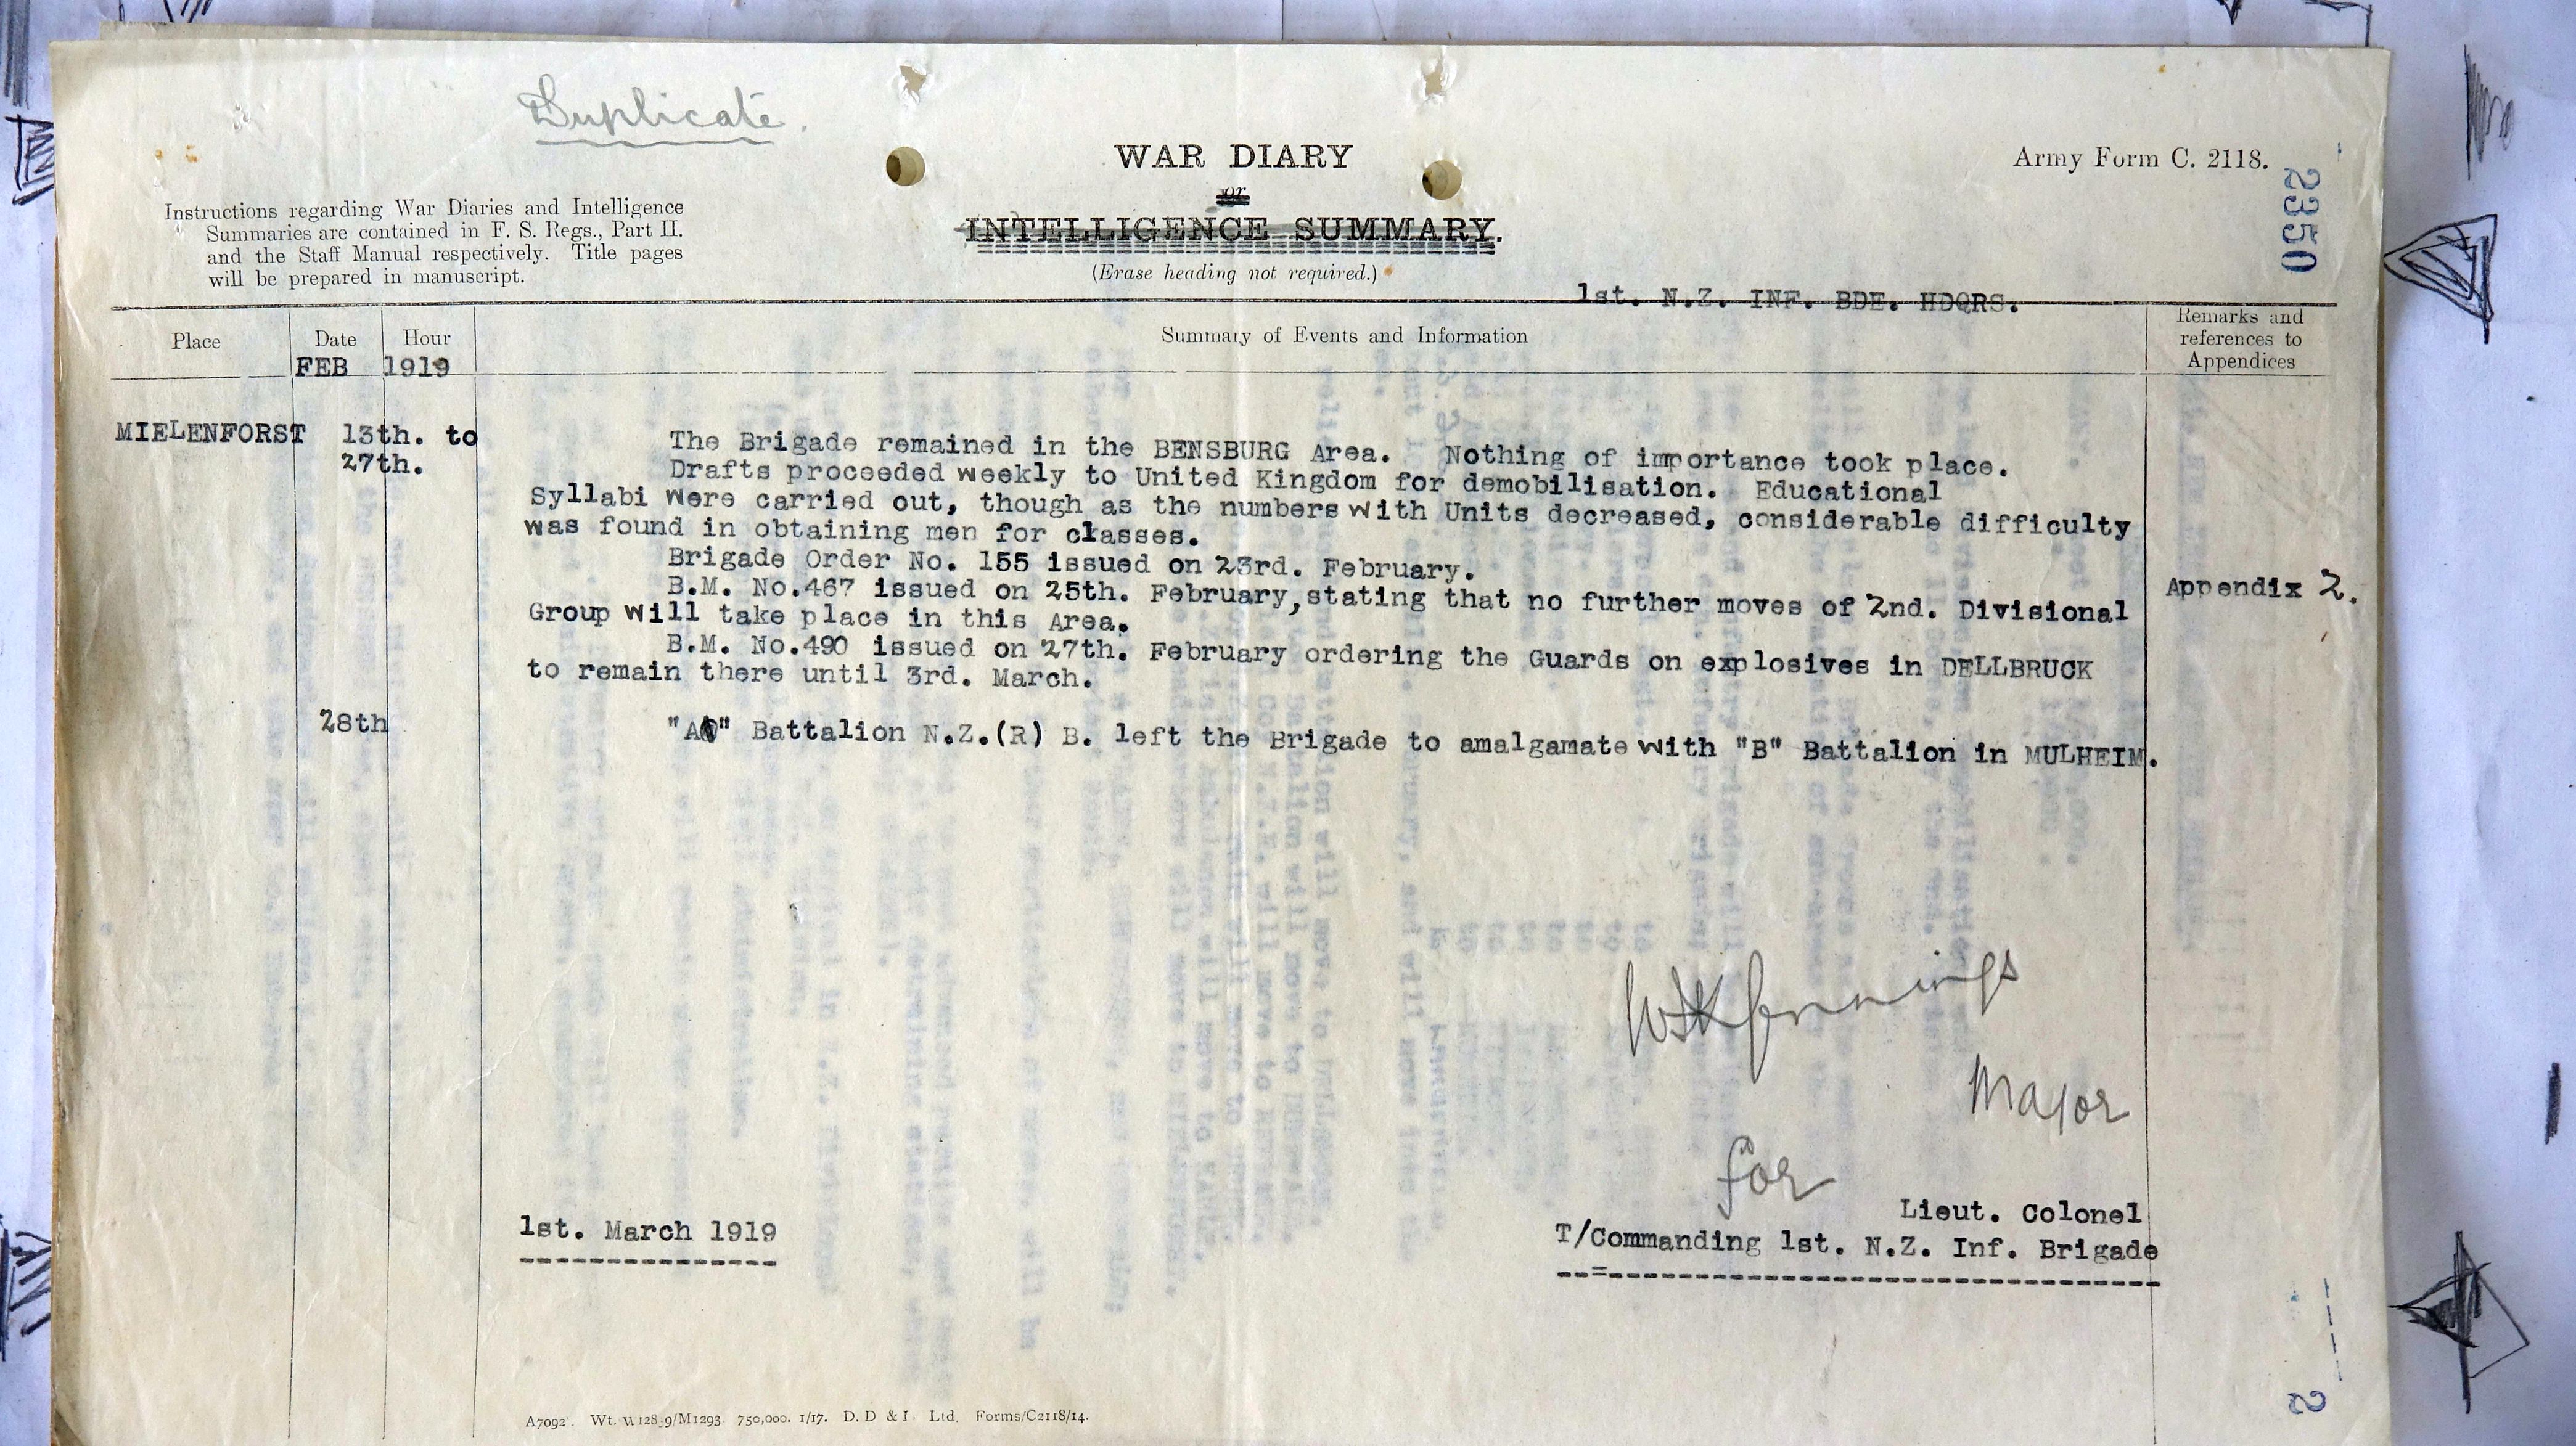 Duplicate.
WAR DIARY
or
INTELLIGENCE SUMMARY.
(Erase heading not required.)
Army Form C. 2118.
2350
Instructions regarding War Diaries and Intelligence
Summaries are contained in F. S. Regs., Part II.
and the Staff Manual respectively. Title pages
will be prepared in manuscript.
1st. N.Z. INF. BDE. HDQRS.
Place
Date
Hour
Summary of Events and Information
Remarks and
references to
Appendices
FEB 1919
MIELENFORST 13th. to
27th.
The Brigade remained in the BENSBURG Area. Nothing of importance took place.
Drafts proceeded weekly to United Kingdom for demobilisation. Educational
Syllabi were carried out, though as the numbers with Units decreased, considerable difficulty
was found in obtaining men for classes.
Brigade Order No. 155 issued on 23rd. February.
Appendix 2.
B.M. No.467 issued on 25th. February, stating that no further moves of 2nd. Divisional
Group will take place in this Area.
B.M. No.490 issued on 27th. February ordering the Guards on explosives in DELLBRUCK
to remain there until 3rd. March.
28th
"A" Battalion N.Z.(R) B. left the Brigade to amalgamate with "B" Battalion in MULHEIM.
Jennings
Major
for
Lieut. Colonel
T/Commanding 1st. N.Z. Inf. Brigade
1st. March 1919
2
750,000. 1/17. D. D & L Ltd. Forms/C2118/14.